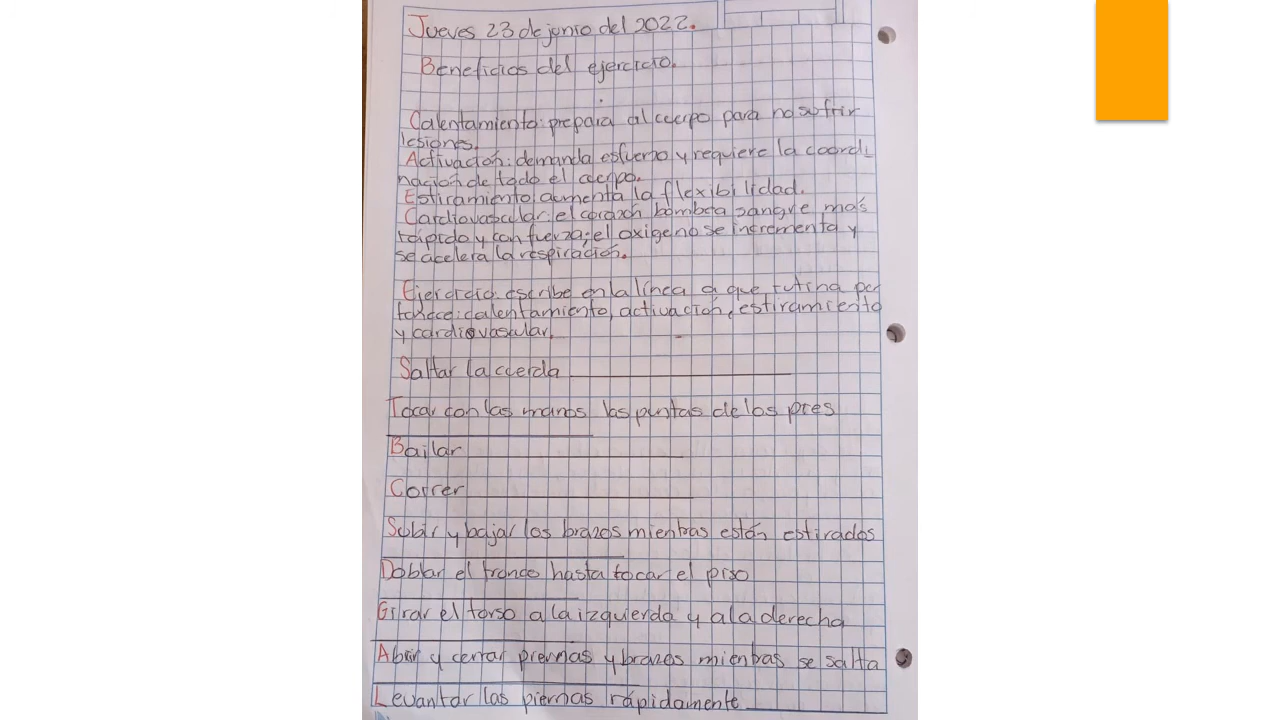 Jueves 23 de junio del 2022.
Beneficios del ejercicio.
Calentamiento: prepara al cuerpo para no sufrir
lesiones.
Activación: demanda esfuerzo y requiere la coordi_
nación de todo el cuerpo.
Estiramiento: aumenta la flexibilidad.
Cardiovascular: el corazón bombea sangre más
rápido y con fuerza; el oxigeno se incrementa y
se acelera la respiración.
Ejercicio: escribe en la línea a que rutina per
tenece: calentamiento, activación, estiramiento
y cardiovasular.
Saltar la cuerda
Tocar con las manos las puntas de los pies
Bailar
Correr
Subir y bajar los brazos mientras están estirados
Doblar el tronco hasta tocar el piso
Girar el torso a la izquierda y a la derecha
Abrir y cerrar piernas y brazos mientras se salta
Levantar las piernas rápidamente